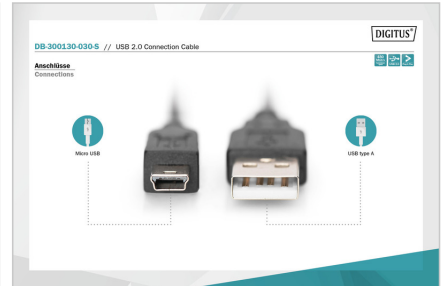 DIGITUS®
DB-300130-030-S // USB 2.0 Connection Cable
Anschlüsse
Connections
Micro USB
USB type A